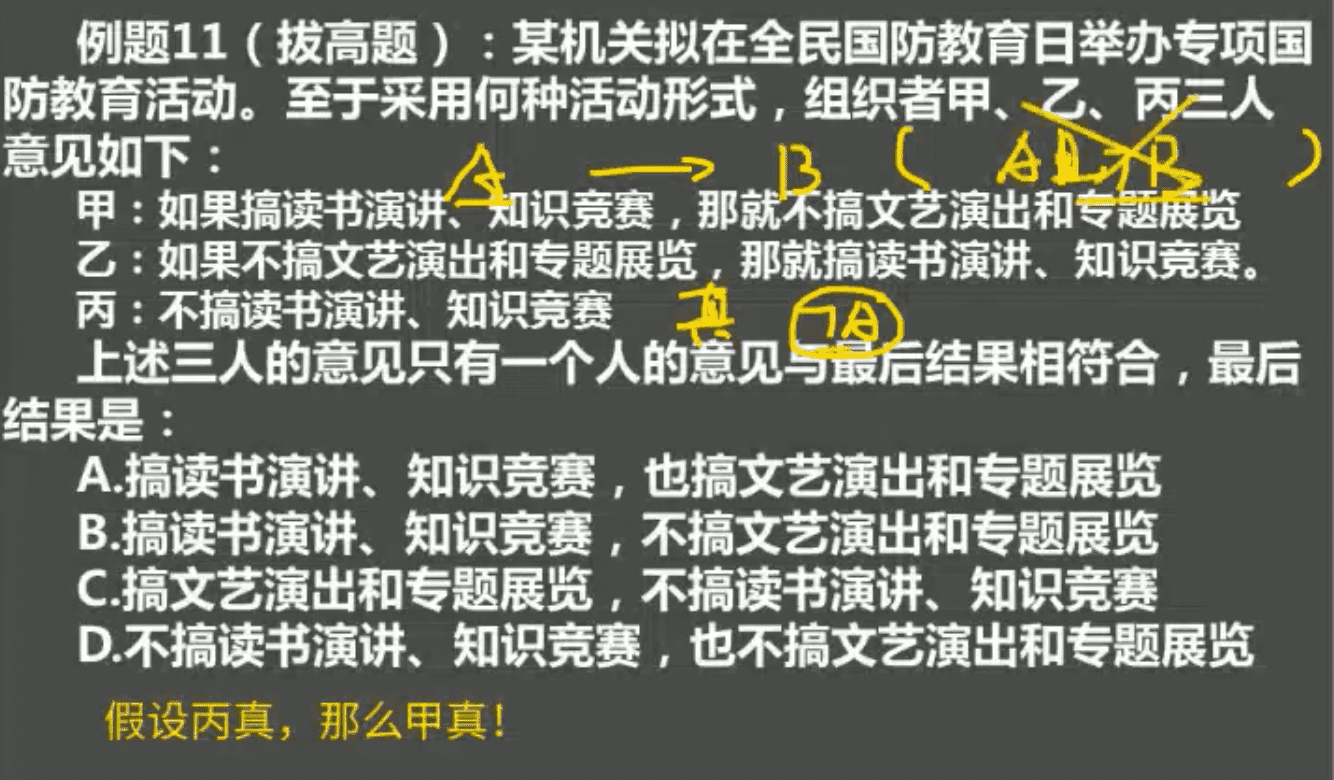 例题11（拔高题）：某机关拟在全民国防教育日举办专项国
防教育活动。至于采用何种活动形式，组织者甲、乙、丙三人
意见如下：
A → B （ A且¬B ）
甲：如果搞读书演讲、知识竞赛，那就不搞文艺演出和专题展览
乙：如果不搞文艺演出和专题展览，那就搞读书演讲、知识竞赛。
丙：不搞读书演讲、知识竞赛 真 ¬A
上述三人的意见只有一个人的意见与最后结果相符合，最后
结果是：
A.搞读书演讲、知识竞赛，也搞文艺演出和专题展览
B.搞读书演讲、知识竞赛，不搞文艺演出和专题展览
C.搞文艺演出和专题展览，不搞读书演讲、知识竞赛
D.不搞读书演讲、知识竞赛，也不搞文艺演出和专题展览
假设丙真，那么甲真！